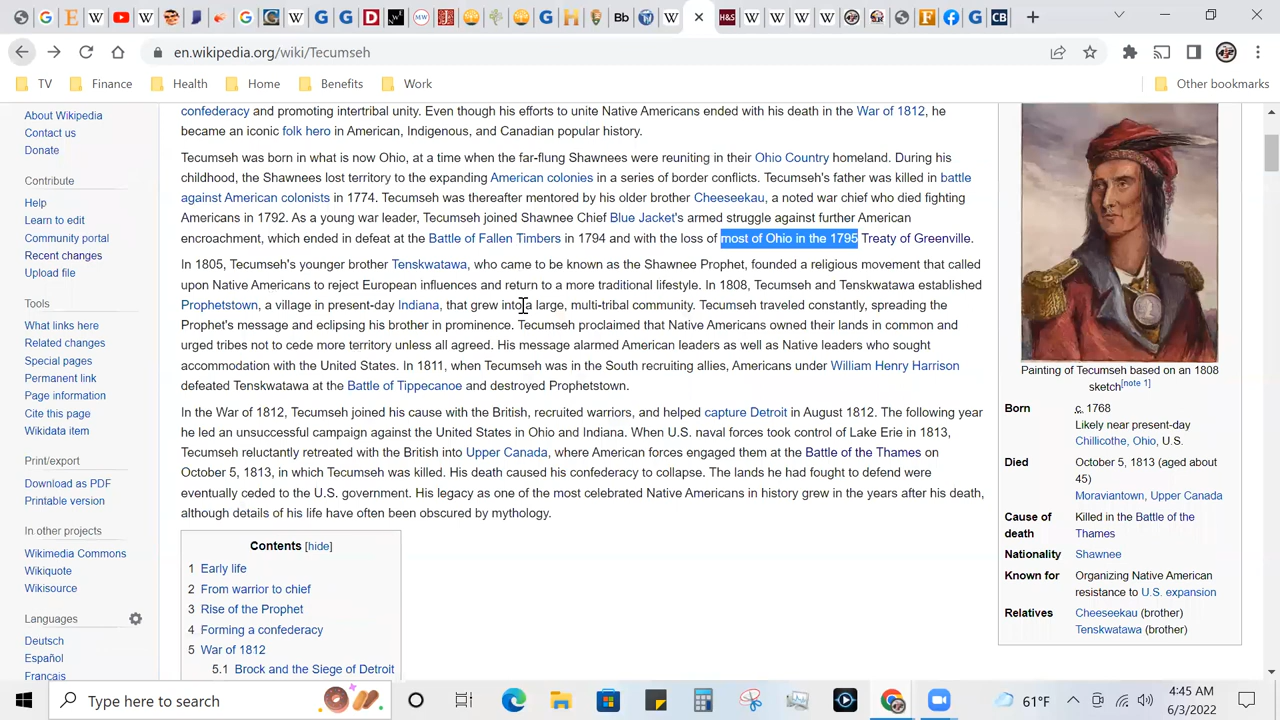 en.wikipedia.org/wiki/Tecumseh
TV
Finance
Health
Home
Benefits
Work
Other bookmarks
About Wikipedia
Contact us
Donate
Contribute
Help
Learn to edit
Community portal
Recent changes
Upload file
Tools
What links here
Related changes
Special pages
Permanent link
Page information
Cite this page
Wikidata item
Print/export
Download as PDF
Printable version
In other projects
Wikimedia Commons
Wikiquote
Wikisource
Languages
Deutsch
Español
Français
confederacy and promoting intertribal unity. Even though his efforts to unite Native Americans ended with his death in the War of 1812, he
became an iconic folk hero in American, Indigenous, and Canadian popular history.
Tecumseh was born in what is now Ohio, at a time when the far-flung Shawnees were reuniting in their Ohio Country homeland. During his
childhood, the Shawnees lost territory to the expanding American colonies in a series of border conflicts. Tecumseh's father was killed in battle
against American colonists in 1774. Tecumseh was thereafter mentored by his older brother Cheeseekau, a noted war chief who died fighting
Americans in 1792. As a young war leader, Tecumseh joined Shawnee Chief Blue Jacket's armed struggle against further American
encroachment, which ended in defeat at the Battle of Fallen Timbers in 1794 and with the loss of most of Ohio in the 1795 Treaty of Greenville.
In 1805, Tecumseh's younger brother Tenskwatawa, who came to be known as the Shawnee Prophet, founded a religious movement that called
upon Native Americans to reject European influences and return to a more traditional lifestyle. In 1808, Tecumseh and Tenskwatawa established
Prophetstown, a village in present-day Indiana, that grew into a large, multi-tribal community. Tecumseh traveled constantly, spreading the
Prophet's message and eclipsing his brother in prominence. Tecumseh proclaimed that Native Americans owned their lands in common and
urged tribes not to cede more territory unless all agreed. His message alarmed American leaders as well as Native leaders who sought
accommodation with the United States. In 1811, when Tecumseh was in the South recruiting allies, Americans under William Henry Harrison
defeated Tenskwatawa at the Battle of Tippecanoe and destroyed Prophetstown.
In the War of 1812, Tecumseh joined his cause with the British, recruited warriors, and helped capture Detroit in August 1812. The following year
he led an unsuccessful campaign against the United States in Ohio and Indiana. When U.S. naval forces took control of Lake Erie in 1813,
Tecumseh reluctantly retreated with the British into Upper Canada, where American forces engaged them at the Battle of the Thames on
October 5, 1813, in which Tecumseh was killed. His death caused his confederacy to collapse. The lands he had fought to defend were
eventually ceded to the U.S. government. His legacy as one of the most celebrated Native Americans in history grew in the years after his death,
although details of his life have often been obscured by mythology.
Contents [hide]
1 Early life
2 From warrior to chief
3 Rise of the Prophet
4 Forming a confederacy
5 War of 1812
5.1 Brock and the Siege of Detroit
Painting of Tecumseh based on an 1808
sketch[note 1]
Born c. 1768
Likely near present-day
Chillicothe, Ohio, U.S.
Died October 5, 1813 (aged about
45)
Moraviantown, Upper Canada
Cause of Killed in the Battle of the
death Thames
Nationality Shawnee
Known for Organizing Native American
resistance to U.S. expansion
Relatives Cheeseekau (brother)
Tenskwatawa (brother)
Type here to search
61°F
4:45 AM
6/3/2022